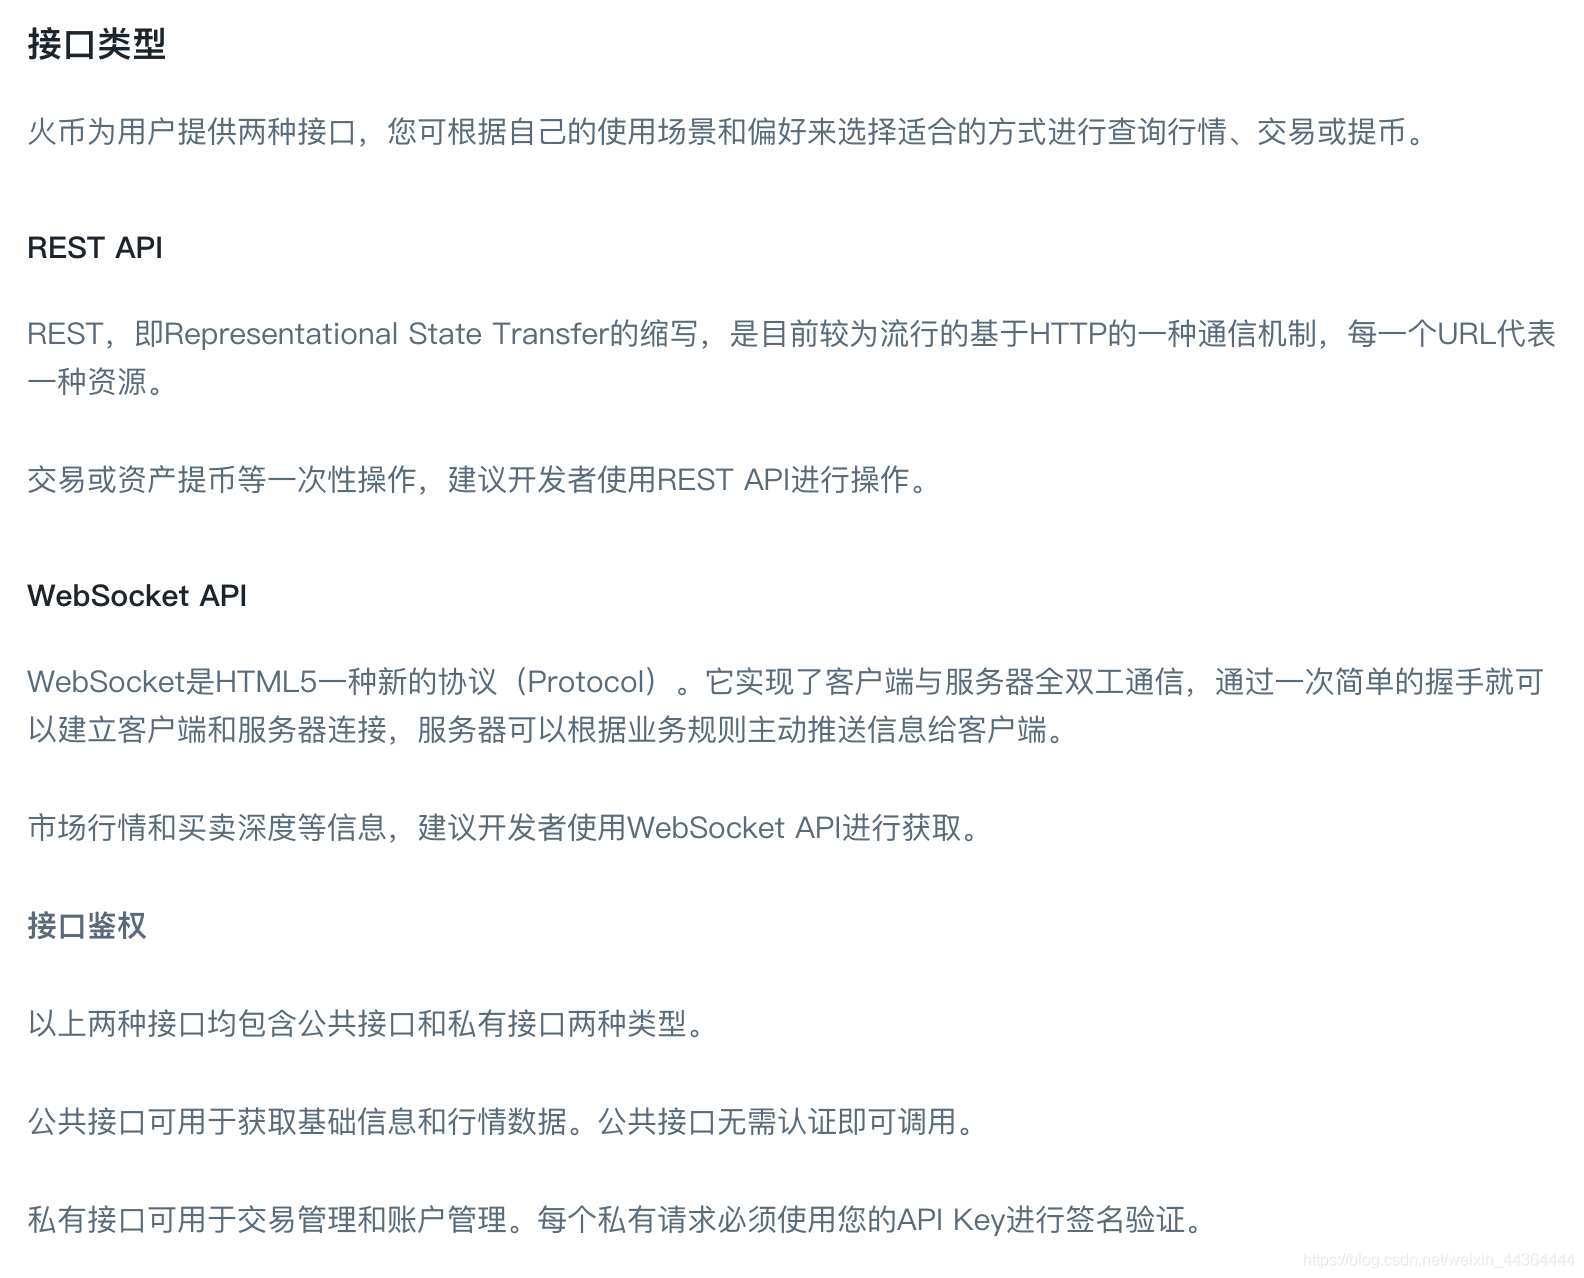 接口类型
火币为用户提供两种接口，您可根据自己的使用场景和偏好来选择适合的方式进行查询行情、交易或提币。
REST API
REST，即Representational State Transfer的缩写，是目前较为流行的基于HTTP的一种通信机制，每一个URL代表
一种资源。
交易或资产提币等一次性操作，建议开发者使用REST API进行操作。
WebSocket API
WebSocket是HTML5一种新的协议（Protocol）。它实现了客户端与服务器全双工通信，通过一次简单的握手就可
以建立客户端和服务器连接，服务器可以根据业务规则主动推送信息给客户端。
市场行情和买卖深度等信息，建议开发者使用WebSocket API进行获取。
接口鉴权
以上两种接口均包含公共接口和私有接口两种类型。
公共接口可用于获取基础信息和行情数据。公共接口无需认证即可调用。
私有接口可用于交易管理和账户管理。每个私有请求必须使用您的API Key进行签名验证。
https://blog.csdn.net/weixin_44364444